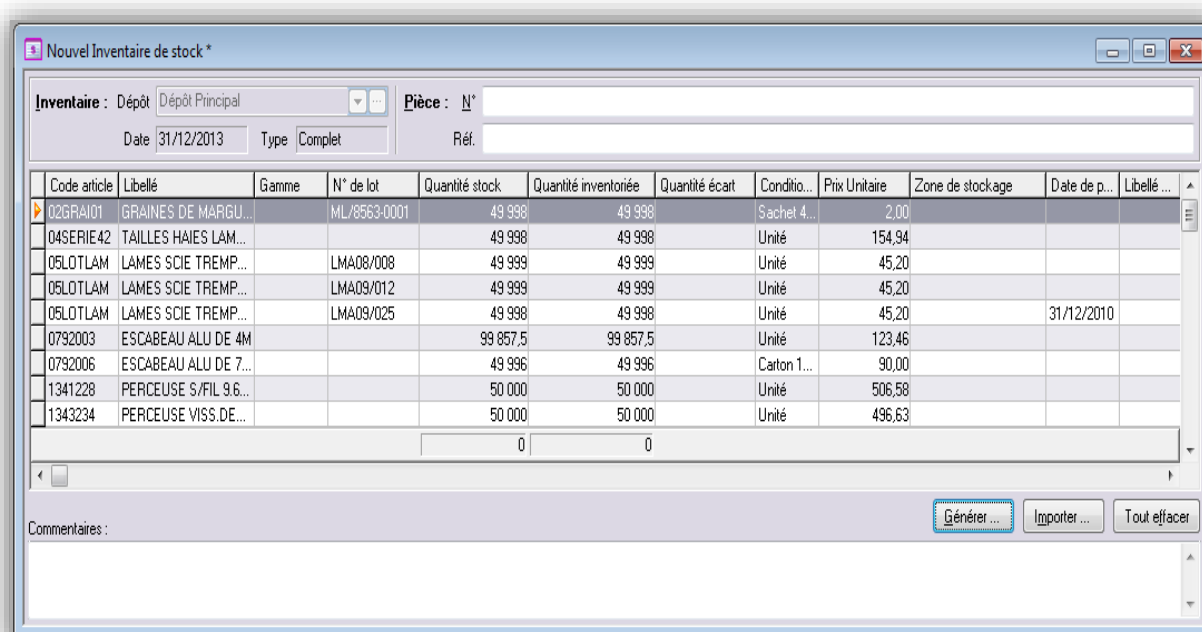 Nouvel Inventaire de stock *
Inventaire : Dépôt Dépôt Principal ... Pièce : N°
Date 31/12/2013 Type Complet Réf.
Code article Libellé Gamme N° de lot Quantité stock Quantité inventoriée Quantité écart Conditio... Prix Unitaire Zone de stockage Date de p... Libellé ...
02GRAI01 GRAINES DE MARGU... ML/8563-0001 49 998 49 998 Sachet 4... 2,00
04SERIE42 TAILLES HAIES LAM... 49 998 49 998 Unité 154,94
05LOTLAM LAMES SCIE TREMP... LMA08/008 49 999 49 999 Unité 45,20
05LOTLAM LAMES SCIE TREMP... LMA09/012 49 999 49 999 Unité 45,20
05LOTLAM LAMES SCIE TREMP... LMA09/025 49 998 49 998 Unité 45,20 31/12/2010
0792003 ESCABEAU ALU DE 4M 99 857,5 99 857,5 Unité 123,46
0792006 ESCABEAU ALU DE 7... 49 996 49 996 Carton 1... 90,00
1341228 PERCEUSE S/FIL 9.6... 50 000 50 000 Unité 506,58
1343234 PERCEUSE VISS.DE... 50 000 50 000 Unité 496,63
0 0
Générer ... Importer ... Tout effacer
Commentaires :